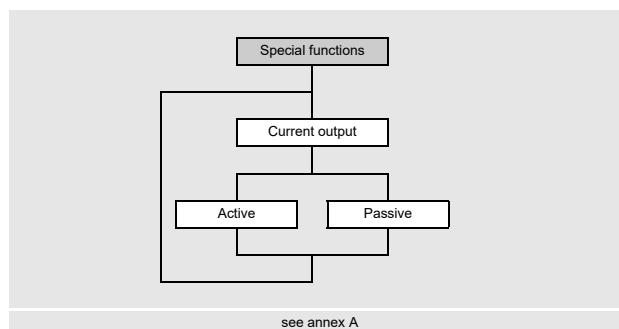 Special functions
Current output
Active
Passive
see annex A